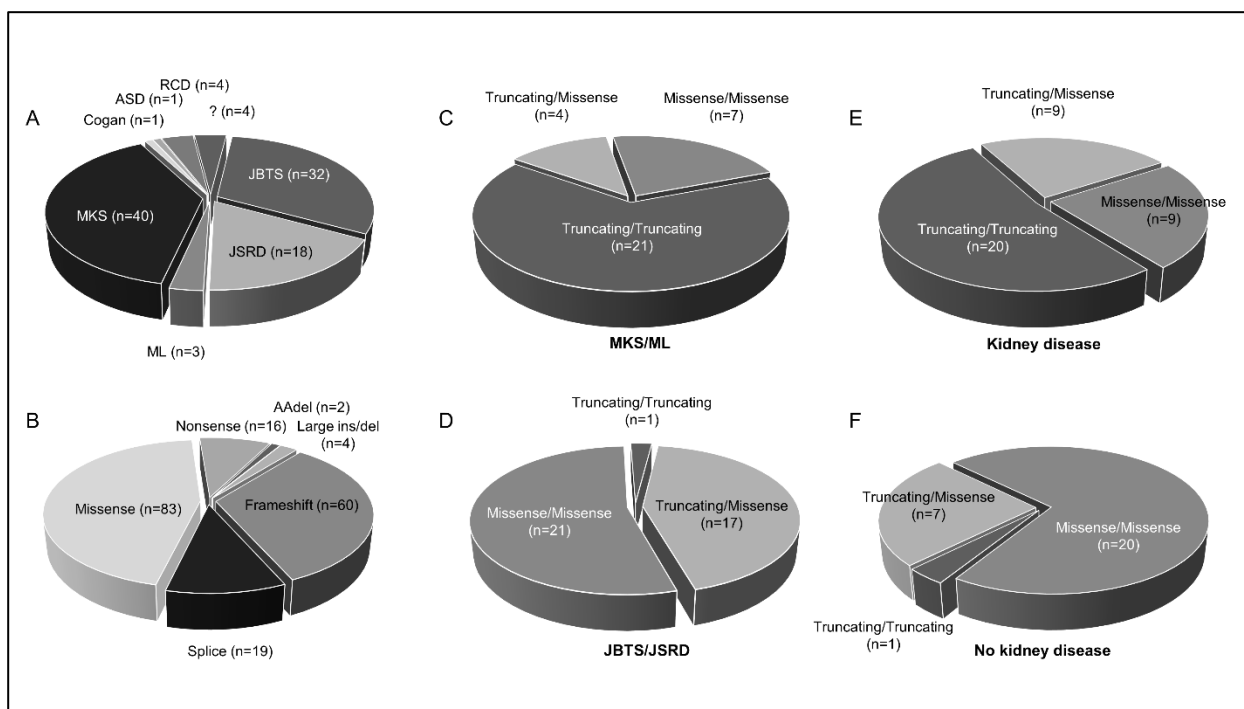 A
RCD (n=4)
ASD (n=1)
? (n=4)
Cogan (n=1)
JBTS (n=32)
MKS (n=40)
JSRD (n=18)
ML (n=3)
B
AAdel (n=2)
Nonsense (n=16)
Large ins/del
(n=4)
Missense (n=83)
Frameshift (n=60)
Splice (n=19)
C
Truncating/Missense
(n=4)
Missense/Missense
(n=7)
Truncating/Truncating
(n=21)
MKS/ML
D
Truncating/Truncating
(n=1)
Missense/Missense
(n=21)
Truncating/Missense
(n=17)
JBTS/JSRD
E
Truncating/Missense
(n=9)
Missense/Missense
(n=9)
Truncating/Truncating
(n=20)
Kidney disease
F
Truncating/Missense
(n=7)
Missense/Missense
(n=20)
Truncating/Truncating
(n=1)
No kidney disease